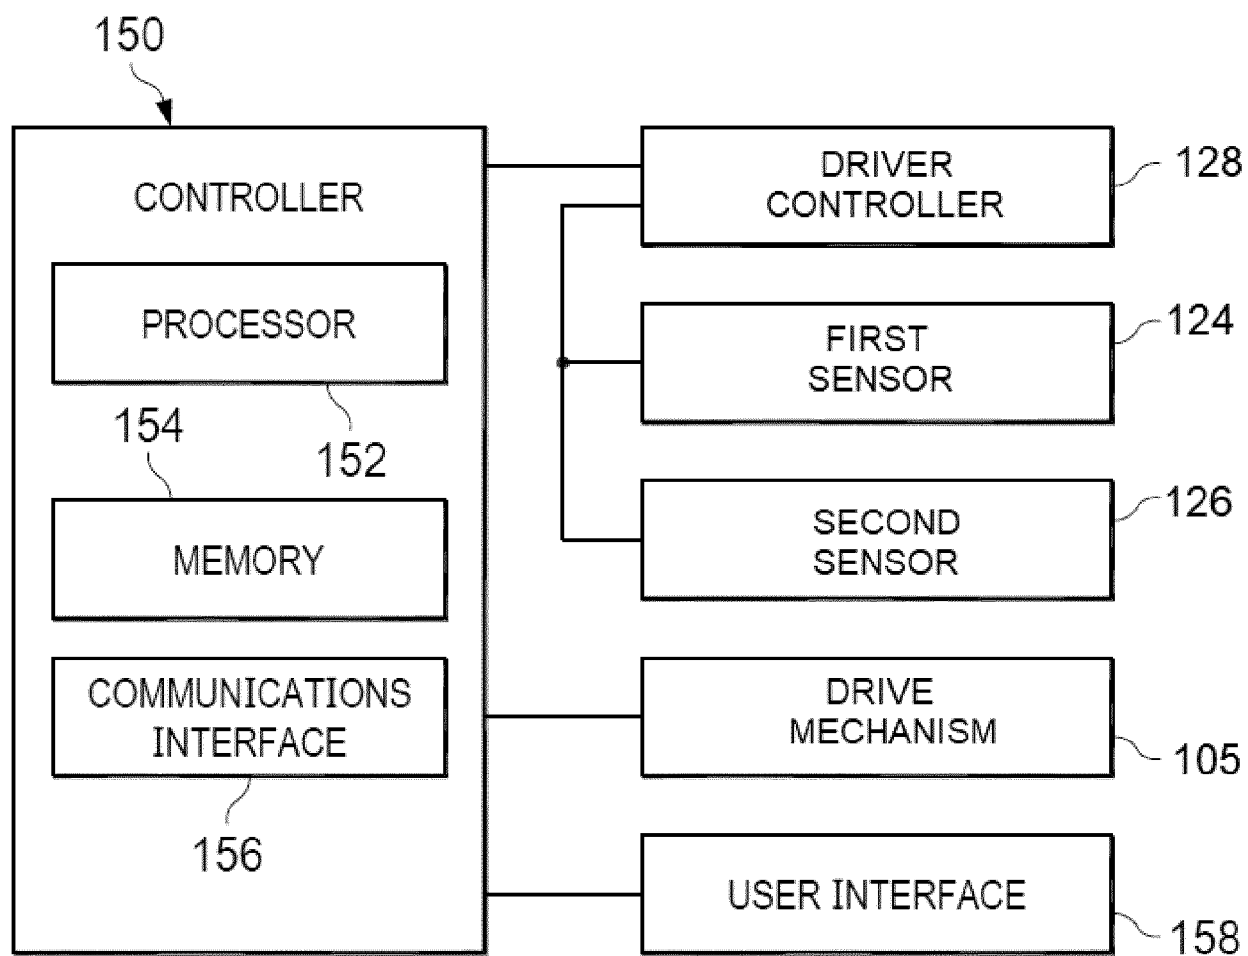 150
CONTROLLER
PROCESSOR
152
154
MEMORY
COMMUNICATIONS
INTERFACE
156
DRIVER
CONTROLLER
128
FIRST
SENSOR
124
SECOND
SENSOR
126
DRIVE
MECHANISM
105
USER INTERFACE
158